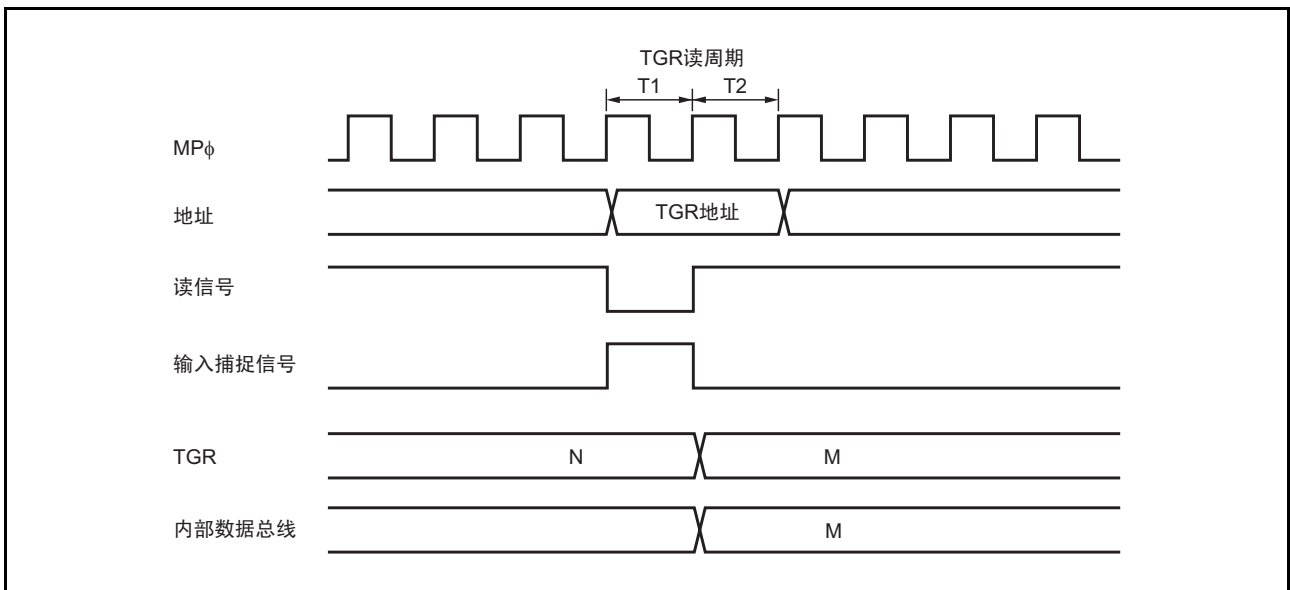 TGR读周期
T1 T2
MPϕ
地址 TGR地址
读信号
输入捕捉信号
TGR N M
内部数据总线 M